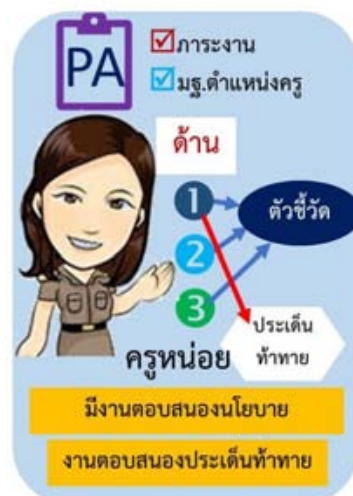 PA
ภาระงาน
มฐ.ตำแหน่งครู
ด้าน
1
ตัวชี้วัด
2
3
ประเด็น
ท้าทาย
ครูหน่อย
มีงานตอบสนองนโยบาย
งานตอบสนองประเด็นท้าทาย